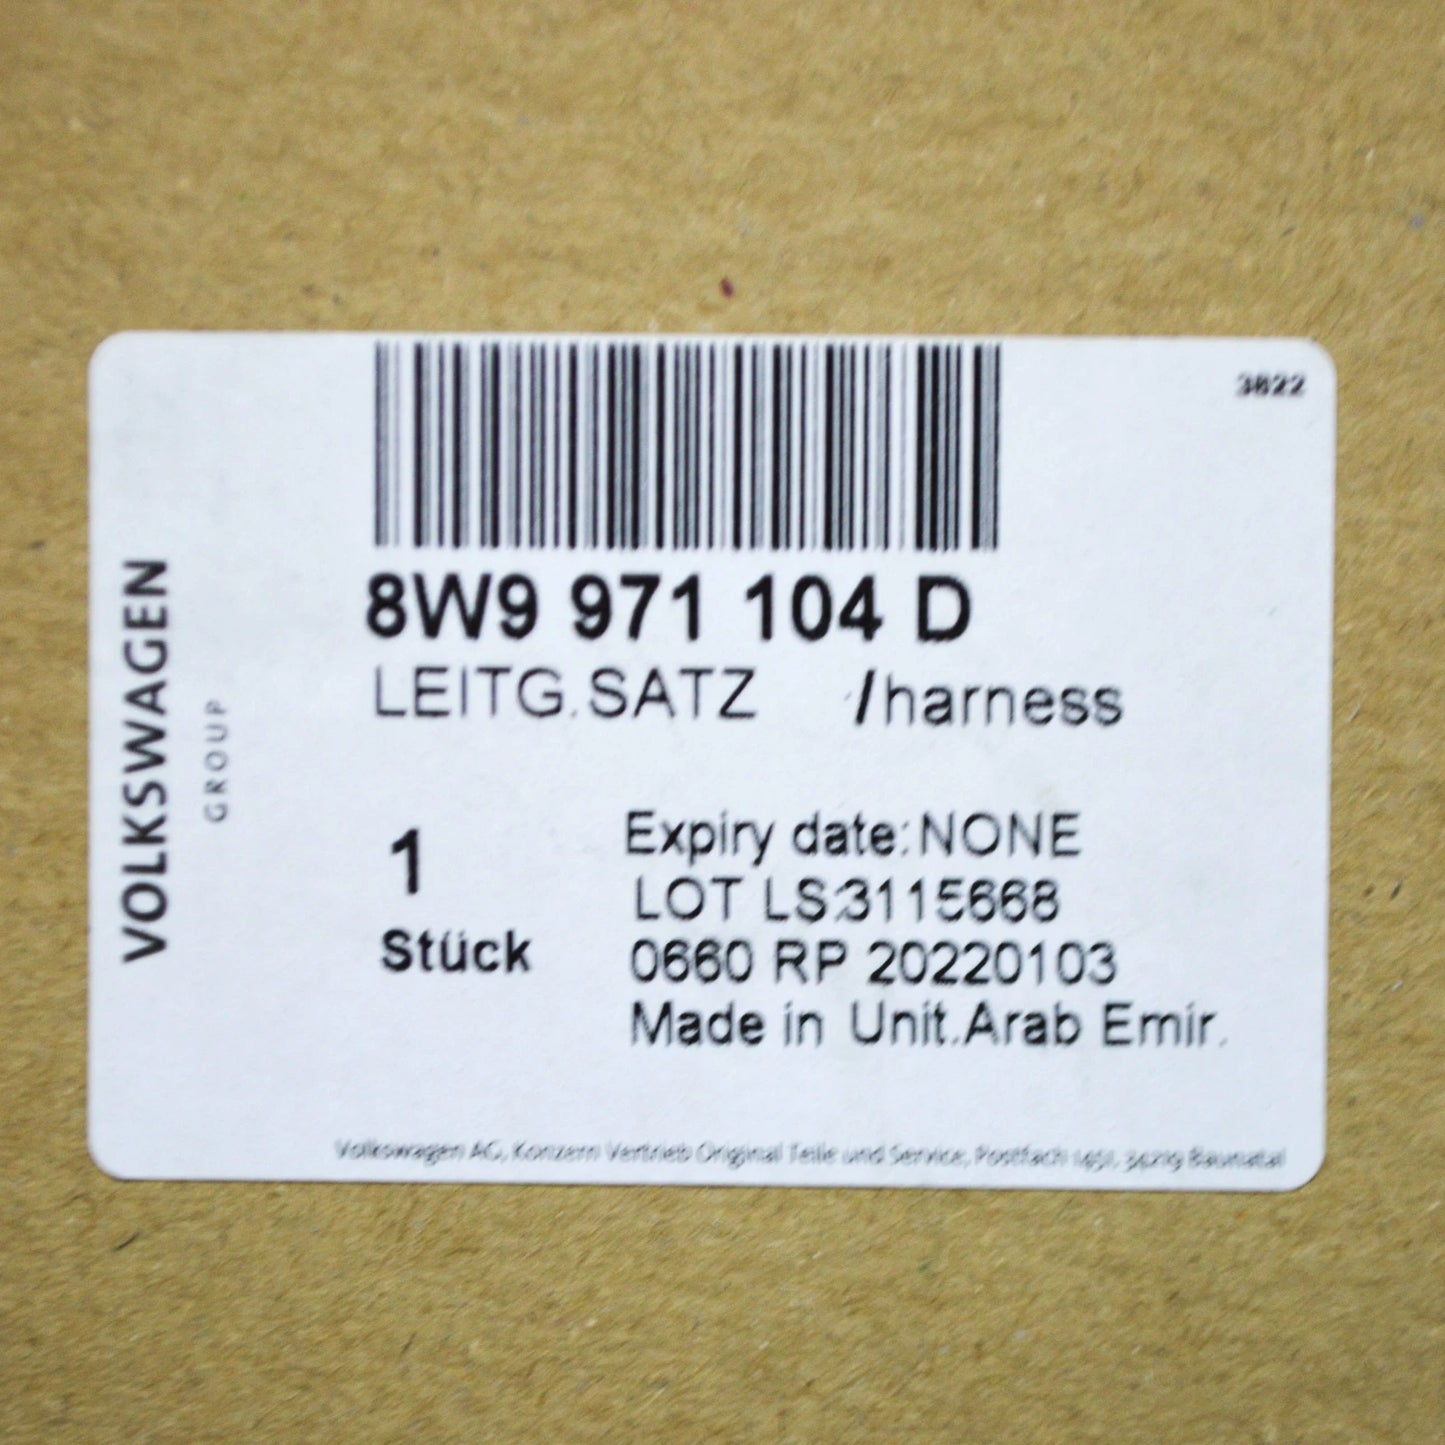 3822
8W9 971 104 D
LEITG.SATZ /harness
VOLKSWAGEN
GROUP
1
Stück
Expiry date:NONE
LOT LS:3115668
0660 RP 20220103
Made in Unit.Arab Emir.
Volkswagen AG, Konzern Vertrieb Original Teile und Service, Postfach 1451, 34219 Baunatal